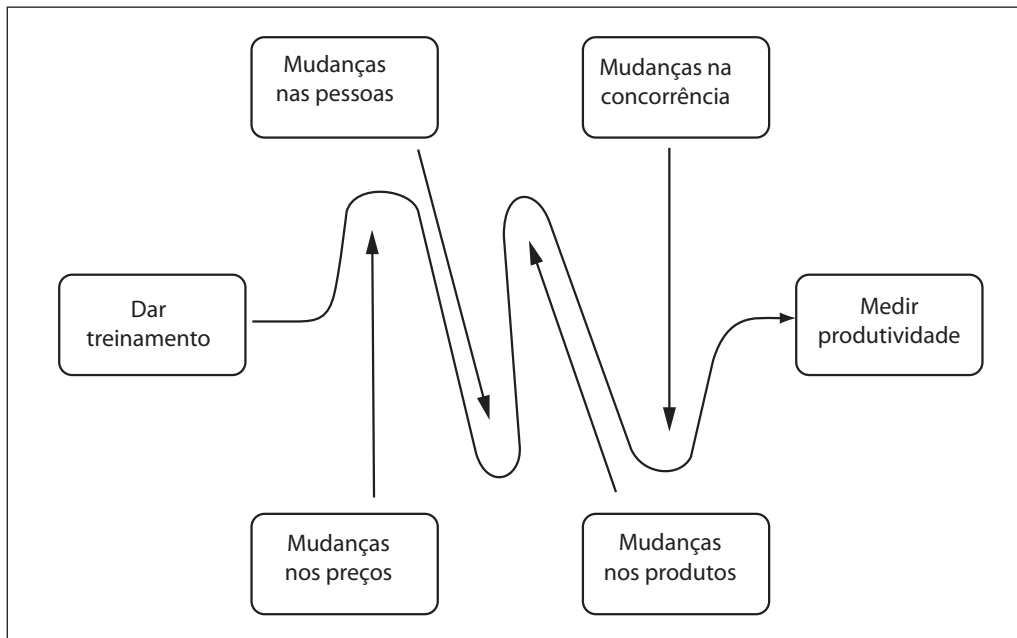 Mudanças
nas pessoas
Mudanças na
concorrência
Dar
treinamento
Medir
produtividade
Mudanças
nos preços
Mudanças
nos produtos